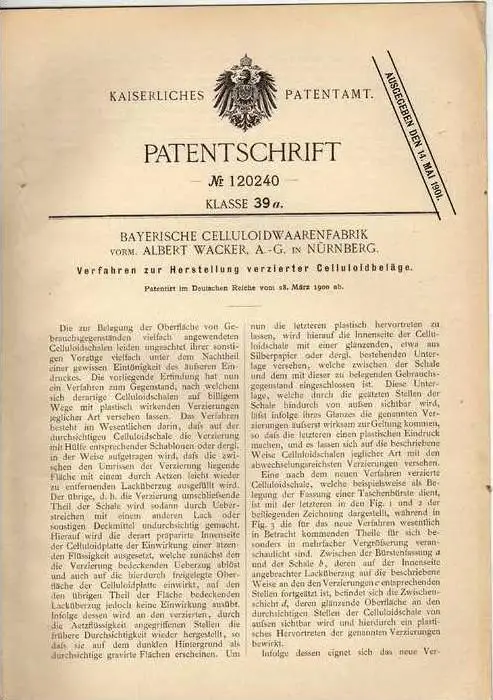 KAISERLICHES PATENTAMT.
AUSGEGEBEN DEN 14. MAI 1901.
PATENTSCHRIFT
— № 120240 —
KLASSE 39 a.
BAYERISCHE CELLULOIDWAARENFABRIK
VORM. ALBERT WACKER, A.-G. IN NÜRNBERG.
Verfahren zur Herstellung verzierter Celluloidbeläge.
Patentirt im Deutschen Reiche vom 28. März 1900 ab.
Die zur Belegung der Oberfläche von Ge-
brauchsgegenständen vielfach angewendeten
Celluloidschalen leiden ungeachtet ihrer sonsti-
gen Vorzüge vielfach unter dem Nachtheil
einer gewissen Eintönigkeit des äußeren Ein-
druckes. Die vorliegende Erfindung hat nun
ein Verfahren zum Gegenstand, nach welchem
sich derartige Celluloidschalen auf billigem
Wege mit plastisch wirkenden Verzierungen
jeglicher Art versehen lassen. Das Verfahren
besteht im Wesentlichen darin, daß auf der
durchsichtigen Celluloidschale die Verzierung
mit Hülfe entsprechender Schablonen oder dergl.
in der Weise aufgetragen wird, daß die zwi-
schen den Umrissen der Verzierung liegende
Fläche mit einem durch Aetzen leicht wieder
zu entfernenden Lacküberzug ausgefüllt wird.
Der übrige, d. h. die Verzierung umschließende
Theil der Schale wird sodann durch Ueber-
streichen mit einem anderen Lack oder
sonstigen Deckmittel undurchsichtig gemacht.
Hierauf wird die derart präparirte Innenseite
der Celluloidplatte der Einwirkung einer ätzen-
den Flüssigkeit ausgesetzt, welche zunächst den
die Verzierung bedeckenden Ueberzug ablöst
und auch auf die hierdurch freigelegte Ober-
fläche der Celluloidplatte einwirkt, auf den
den übrigen Theil der Fläche bedeckenden
Lacküberzug jedoch keine Einwirkung ausübt.
Infolge dessen wird an den verzierten, durch
die Aetzflüssigkeit angegriffenen Stellen die
frühere Durchsichtigkeit wieder hergestellt, so
daß sie auf dem dunklen Hintergrund als
durchsichtige gravirte Flächen erscheinen. Um
nun die letzteren plastisch hervortreten zu
lassen, wird hierauf die Innenseite der Cellu-
loidschale mit einer glänzenden, etwa aus
Silberpapier oder dergl. bestehenden Unter-
lage versehen, welche zwischen der Schale
und dem mit dieser zu belegenden Gebrauchs-
gegenstand eingeschlossen ist. Diese Unter-
lage, welche durch die geätzten Stellen der
Schale hindurch von außen sichtbar wird,
läßt infolge ihres Glanzes die genannten Ver-
zierungen äußerst wirksam zur Geltung kommen,
so daß die letzteren einen plastischen Eindruck
machen, und es lassen sich auf die beschriebene
Weise Celluloidschalen jeglicher Art mit den
abwechselungsreichsten Verzierungen versehen.
Eine nach dem neuen Verfahren verzierte
Celluloidschale, welche beispielsweise als Be-
legung der Fassung einer Taschenbürste dient,
ist mit der letzteren in den Fig. 1 und 2 der
beiliegenden Zeichnung dargestellt, während in
Fig. 3 die für das neue Verfahren wesentlich
in Betracht kommenden Theile für sich beson-
ders in mehrfacher Vergrößerung veran-
schaulicht sind. Zwischen der Bürstenfassung a
und der Schale b, deren auf der Innenseite
angebrachter Lacküberzug auf die beschriebene
Weise an den den Verzierungen c entsprechenden
Stellen fortgeätzt ist, befindet sich die Zwischen-
schicht d, deren glänzende Oberfläche an den
durchsichtigen Stellen der Celluloidschale von
außen sichtbar wird und hierdurch ein plasti-
sches Hervortreten der genannten Verzierungen
bewirkt.
Infolge dessen eignet sich das neue Ver-